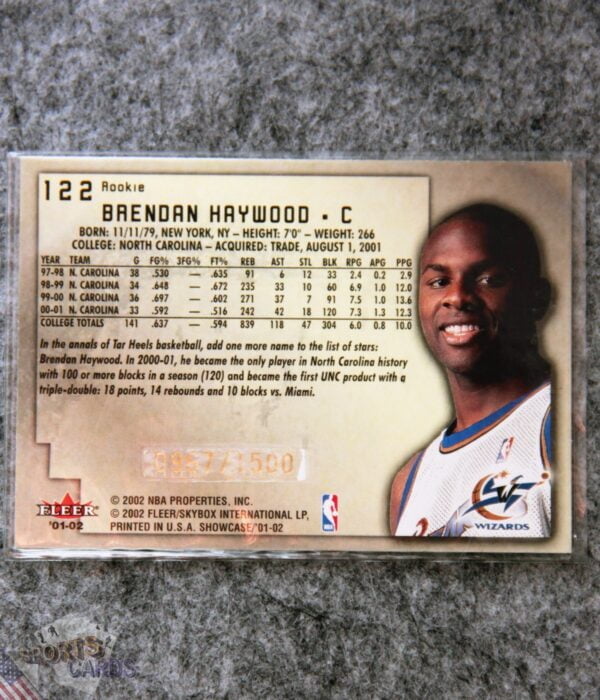 122 Rookie
BRENDAN HAYWOOD • C
BORN: 11/11/79, NEW YORK, NY – HEIGHT: 7'0" – WEIGHT: 266
COLLEGE: NORTH CAROLINA – ACQUIRED: TRADE, AUGUST 1, 2001
YEAR TEAM G FG% 3FG% FT% REB AST STL BLK RPG APG PPG
97-98 N. CAROLINA 38 .530 — .635 91 6 12 33 2.4 0.2 2.9
98-99 N. CAROLINA 34 .648 — .672 235 33 10 60 6.9 1.0 12.0
99-00 N. CAROLINA 36 .697 — .602 271 37 7 91 7.5 1.0 13.6
00-01 N. CAROLINA 33 .592 — .516 242 42 18 120 7.3 1.3 12.3
COLLEGE TOTALS 141 .637 — .594 839 118 47 304 6.0 0.8 10.0
In the annals of Tar Heels basketball, add one more name to the list of stars:
Brendan Haywood. In 2000-01, he became the only player in North Carolina history
with 100 or more blocks in a season (120) and became the first UNC product with a
triple-double: 18 points, 14 rebounds and 10 blocks vs. Miami.
WIZARDS
FLEER
'01-02
© 2002 NBA PROPERTIES, INC.
© 2002 FLEER/SKYBOX INTERNATIONAL LP,
PRINTED IN U.S.A. SHOWCASE/'01-02
NBA
SPORTS
CARDS